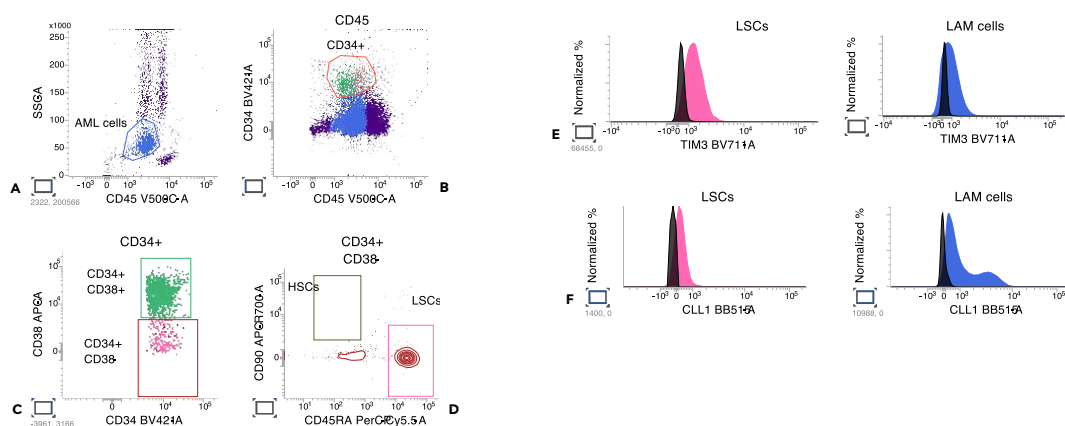 x1000
250
200
150
100
50
0
SSC-A
AML cells
-10³ 0 10³ 10⁴ 10⁵
CD45 V500C-A
2322, 200566
A
CD45
CD34+
10⁵
10⁴
0
CD34 BV421-A
-10³ 0 10³ 10⁴ 10⁵
CD45 V500C-A
B
CD34+
10⁵
10⁴
0
CD38 APC-A
CD34+
CD38+
CD34+
CD38-
0 10⁴ 10⁵
CD34 BV421-A
-3961, 3166
C
CD34+
CD38-
10⁵
10⁴
0
CD90 APC-R700-A
HSCs
LSCs
10¹ 10² 10³ 10⁴ 10⁵
CD45RA PerCP-Cy5.5-A
D
LSCs
Normalized %
-10⁴ -10³ 0 10³ 10⁴ 10⁵
TIM3 BV711-A
68455, 0
E
LAM cells
Normalized %
-10⁴ -10³ 0 10³ 10⁴ 10⁵
TIM3 BV711-A
LSCs
Normalized %
-10³ 0 10³ 10⁴ 10⁵
CLL1 BB515-A
1400, 0
F
LAM cells
Normalized %
-10³ 0 10³ 10⁴ 10⁵
CLL1 BB515-A
10988, 0